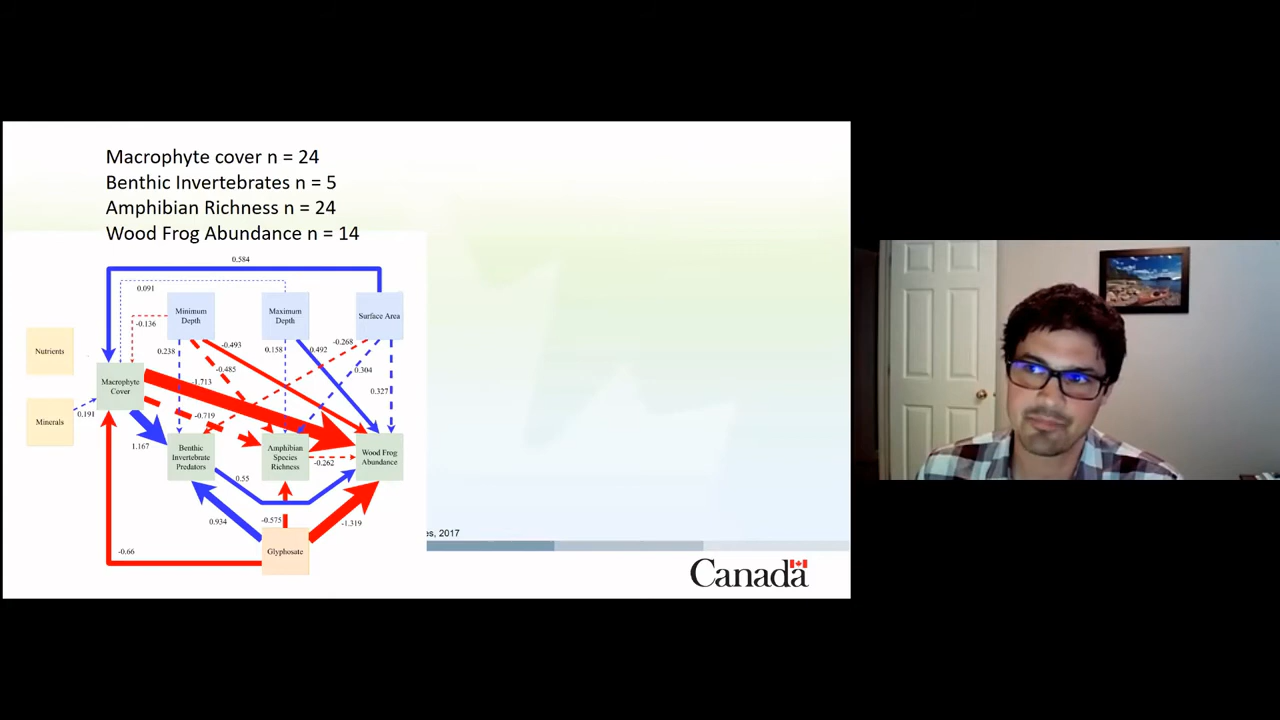 Macrophyte cover n = 24
Benthic Invertebrates n = 5
Amphibian Richness n = 24
Wood Frog Abundance n = 14
0.584
0.091
Minimum
Depth
Maximum
Depth
Surface Area
-0.136
-0.268
Nutrients
0.238
-0.493
0.158
0.492
-0.485
0.304
Macrophyte
Cover
-1.713
0.327
Minerals
0.191
-0.719
1.167
Benthic
Invertebrate
Predators
Amphibian
Species
Richness
-0.262
Wood Frog
Abundance
0.55
0.934
-0.575
-1.319
es, 2017
-0.66
Glyphosate
Canada